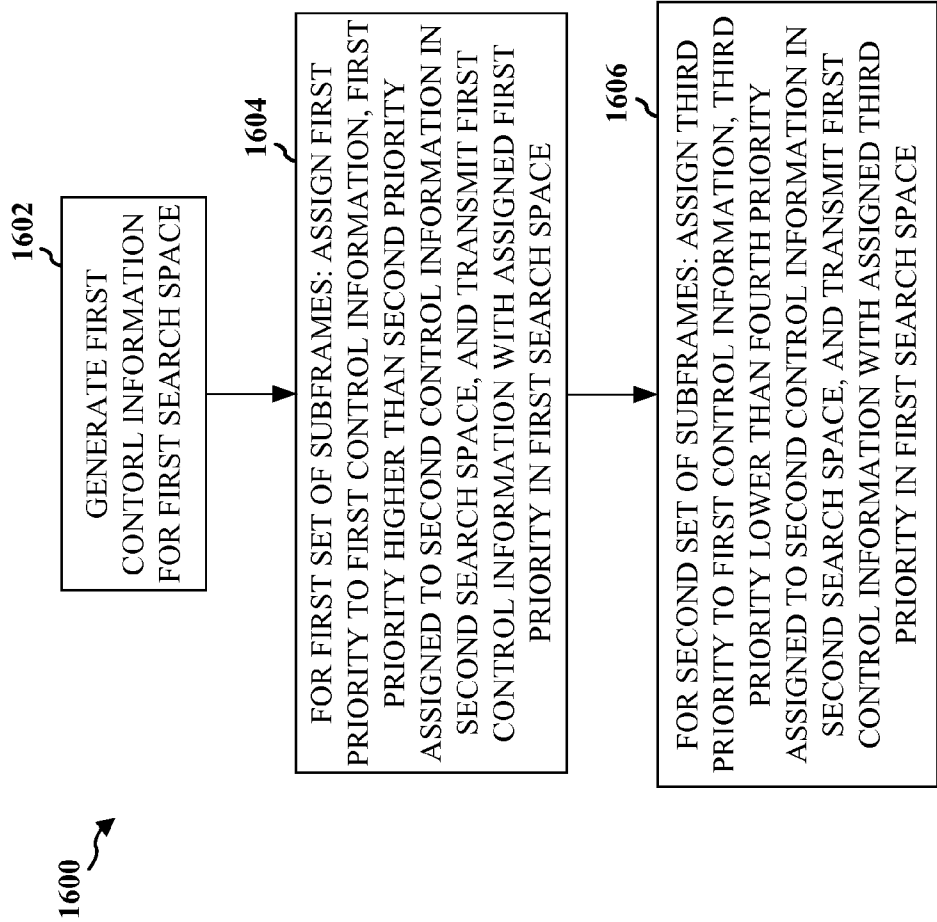 1600
1602
GENERATE FIRST
CONTORL INFORMATION
FOR FIRST SEARCH SPACE
1604
FOR FIRST SET OF SUBFRAMES: ASSIGN FIRST
PRIORITY TO FIRST CONTROL INFORMATION, FIRST
PRIORITY HIGHER THAN SECOND PRIORITY
ASSIGNED TO SECOND CONTROL INFORMATION IN
SECOND SEARCH SPACE, AND TRANSMIT FIRST
CONTROL INFORMATION WITH ASSIGNED FIRST
PRIORITY IN FIRST SEARCH SPACE
1606
FOR SECOND SET OF SUBFRAMES: ASSIGN THIRD
PRIORITY TO FIRST CONTROL INFORMATION, THIRD
PRIORITY LOWER THAN FOURTH PRIORITY
ASSIGNED TO SECOND CONTROL INFORMATION IN
SECOND SEARCH SPACE, AND TRANSMIT FIRST
CONTROL INFORMATION WITH ASSIGNED THIRD
PRIORITY IN FIRST SEARCH SPACE